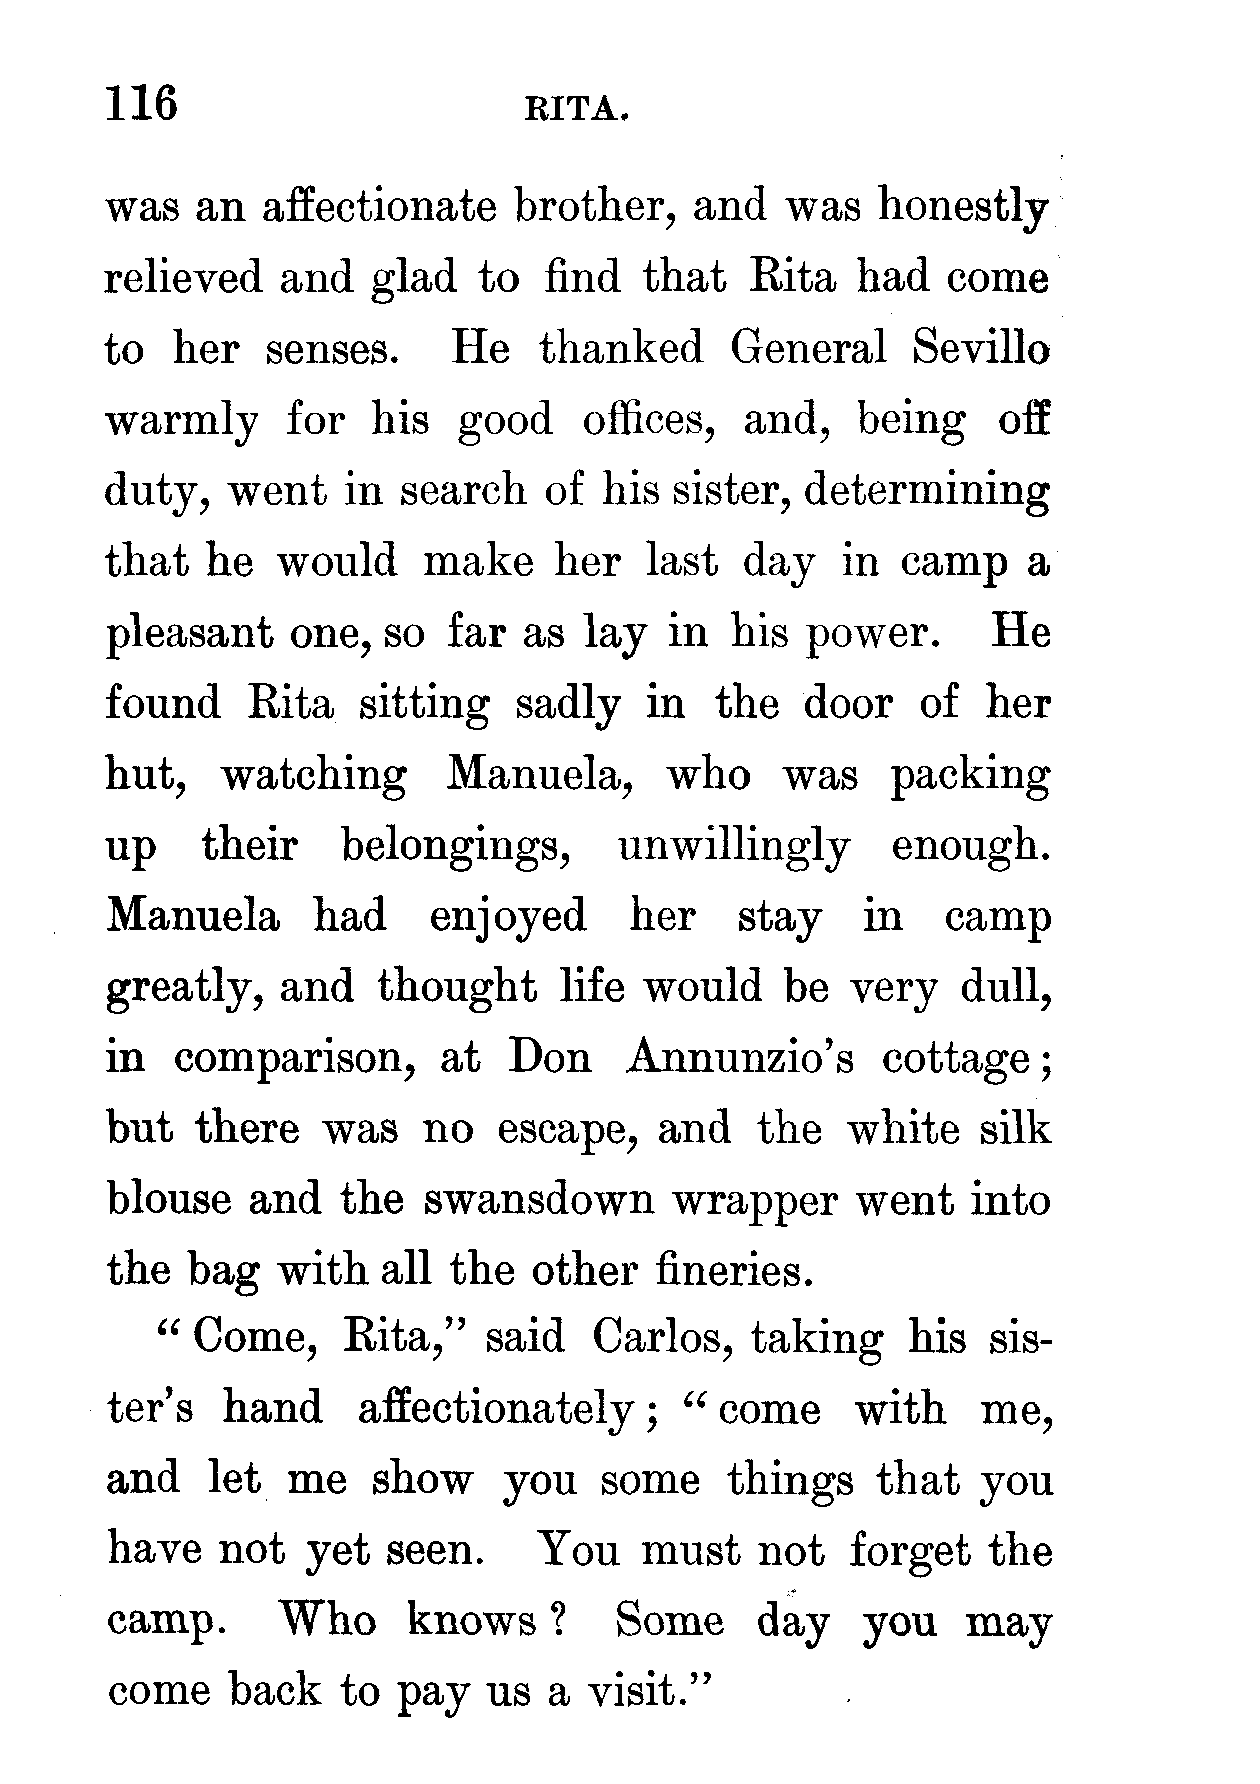 116 RITA.
was an affectionate brother, and was honestly
relieved and glad to find that Rita had come
to her senses. He thanked General Sevillo
warmly for his good offices, and, being off
duty, went in search of his sister, determining
that he would make her last day in camp a
pleasant one, so far as lay in his power. He
found Rita sitting sadly in the door of her
hut, watching Manuela, who was packing
up their belongings, unwillingly enough.
Manuela had enjoyed her stay in camp
greatly, and thought life would be very dull,
in comparison, at Don Annunzio's cottage;
but there was no escape, and the white silk
blouse and the swansdown wrapper went into
the bag with all the other fineries.
"Come, Rita," said Carlos, taking his sis-
ter's hand affectionately; "come with me,
and let me show you some things that you
have not yet seen. You must not forget the
camp. Who knows? Some day you may
come back to pay us a visit."